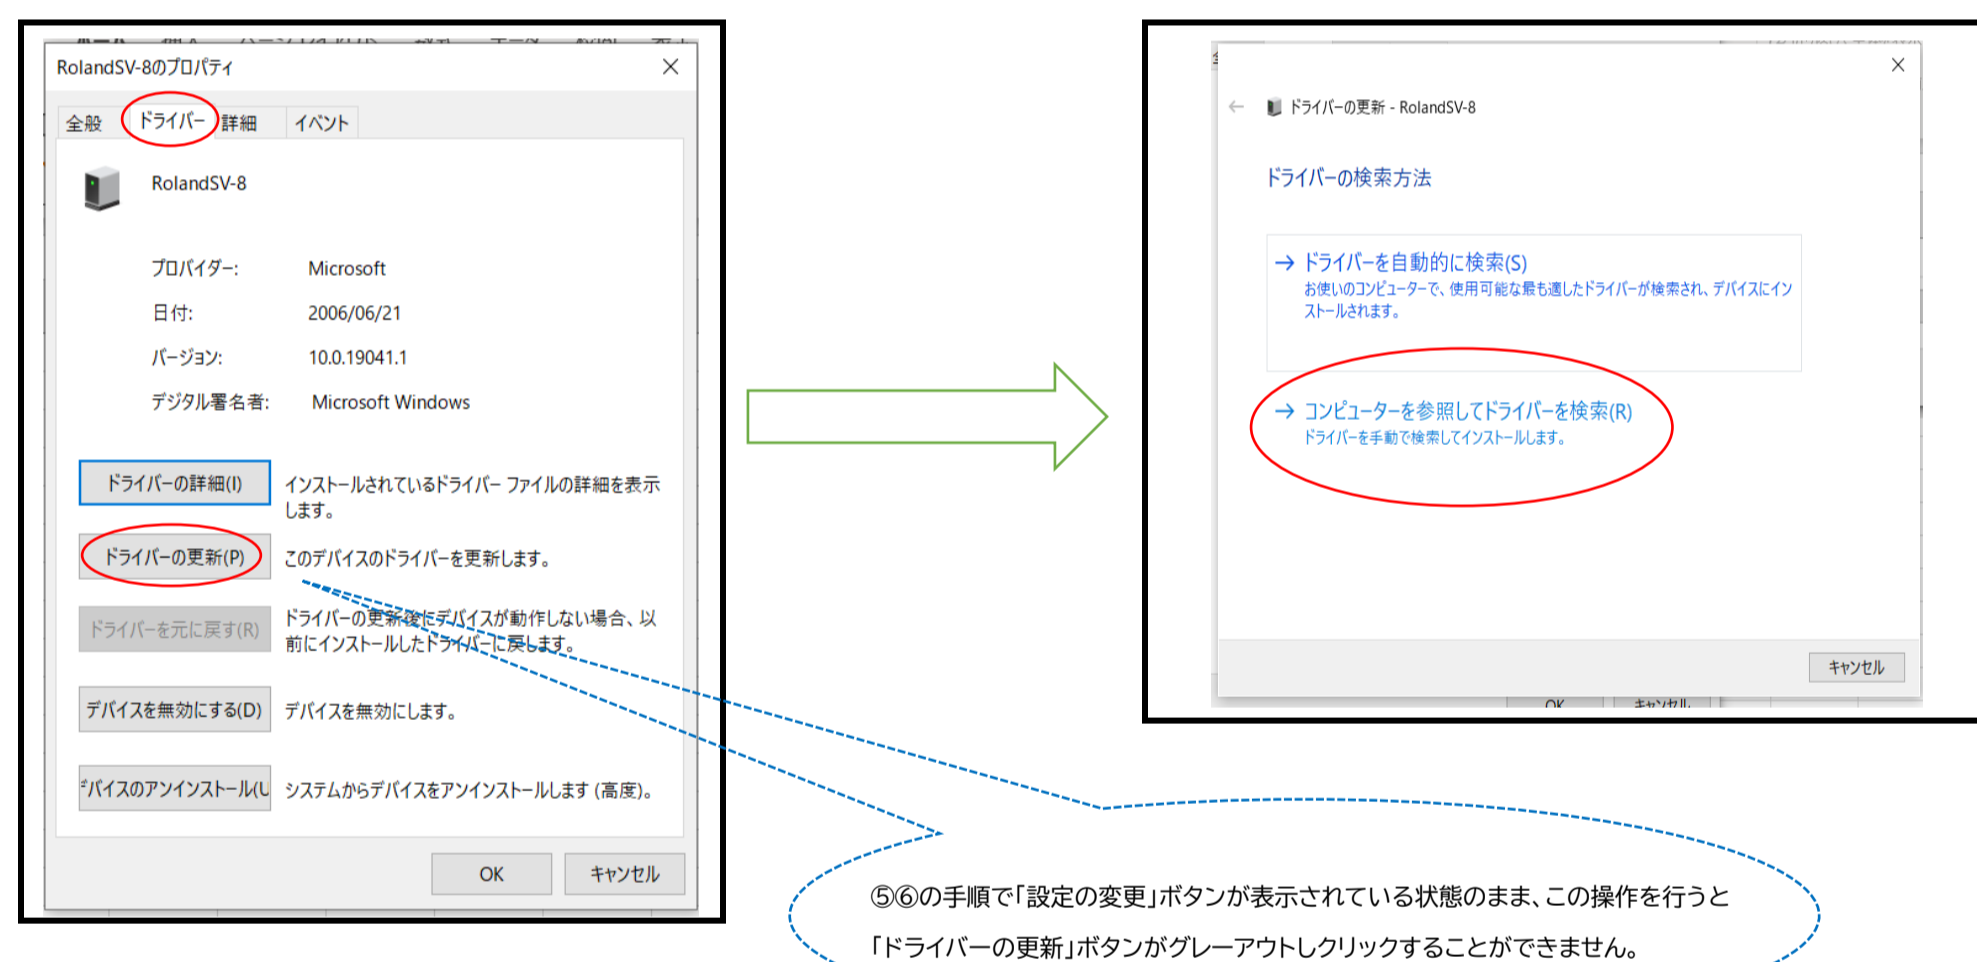 RolandSV-8のプロパティ
全般
ドライバー
詳細
イベント
RolandSV-8
プロバイダー:
Microsoft
日付:
2006/06/21
バージョン:
10.0.19041.1
デジタル署名者:
Microsoft Windows
ドライバーの詳細(I)
インストールされているドライバー ファイルの詳細を表示
します。
ドライバーの更新(P)
このデバイスのドライバーを更新します。
ドライバーを元に戻す(R)
ドライバーの更新後にデバイスが動作しない場合、以
前にインストールしたドライバーに戻します。
デバイスを無効にする(D)
デバイスを無効にします。
デバイスのアンインストール(U
システムからデバイスをアンインストールします (高度)。
OK
キャンセル
ドライバーの更新 - RolandSV-8
ドライバーの検索方法
→ ドライバーを自動的に検索(S)
お使いのコンピューターで、使用可能な最も適したドライバーが検索され、デバイスにイン
ストールされます。
→ コンピューターを参照してドライバーを検索(R)
ドライバーを手動で検索してインストールします。
キャンセル
OK
キャンセル
⑤⑥の手順で「設定の変更」ボタンが表示されている状態のまま、この操作を行うと
「ドライバーの更新」ボタンがグレーアウトしクリックすることができません。